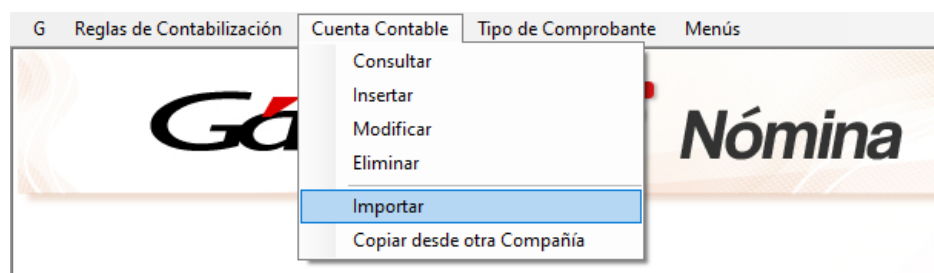 G Reglas de Contabilización Cuenta Contable Tipo de Comprobante Menús
Consultar
Insertar
Modificar
Eliminar
Importar
Copiar desde otra Compañía
Nómina